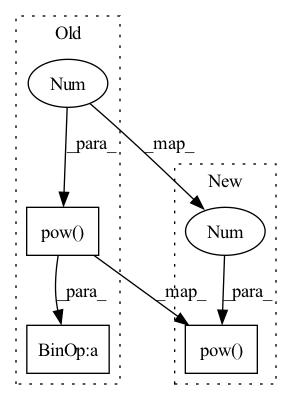 Old
Num
_para_
_map_
New
pow()
Num
_para_
_map_
_para_
BinOp:a
pow()